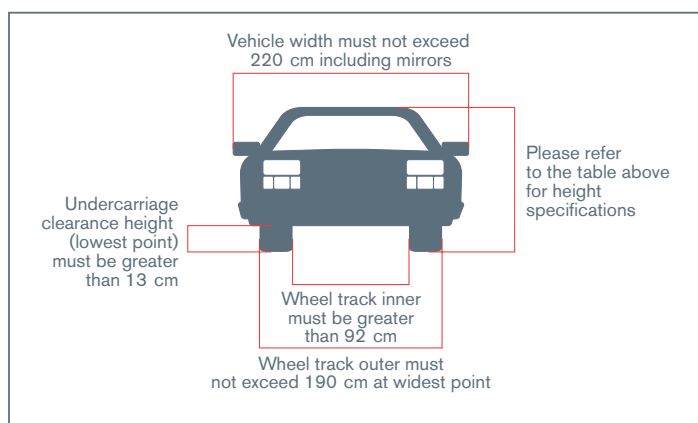 Vehicle width must not exceed
220 cm including mirrors
Please refer
to the table above
for height
specifications
Undercarriage
clearance height
(lowest point)
must be greater
than 13 cm
Wheel track inner
must be greater
than 92 cm
Wheel track outer must
not exceed 190 cm at widest point